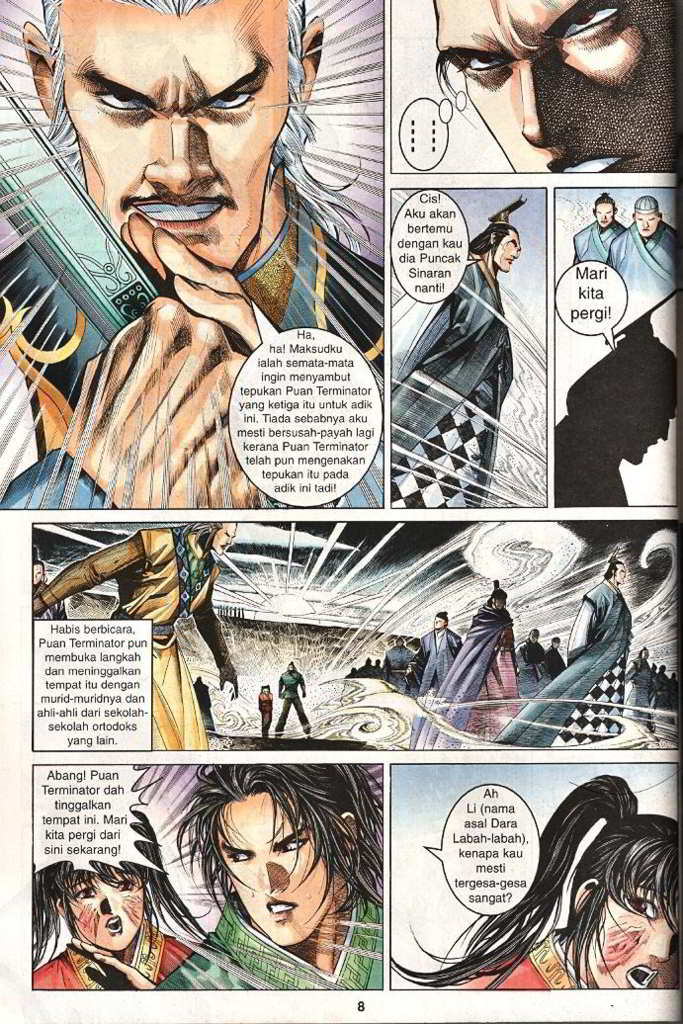 Ha,
ha! Maksudku
ialah semata-mata
ingin menyambut
tepukan Puan Terminator
yang ketiga itu untuk adik
ini. Tiada sebabnya aku
mesti bersusah-payah lagi
kerana Puan Terminator
telah pun mengenakan
tepukan itu pada
adik ini tadi!
Cis!
Aku akan
bertemu
dengan kau
dia Puncak
Sinaran
nanti!
Mari
kita
pergi!
Habis berbicara,
Puan Terminator pun
membuka langkah
dan meninggalkan
tempat itu dengan
murid-muridnya dan
ahli-ahli dari sekolah-
sekolah ortodoks
yang lain.
Abang! Puan
Terminator dah
tinggalkan
tempat ini. Mari
kita pergi dari
sini sekarang!
Ah
Li (nama
asal Dara
Labah-labah),
kenapa kau
mesti
tergesa-gesa
sangat?
8